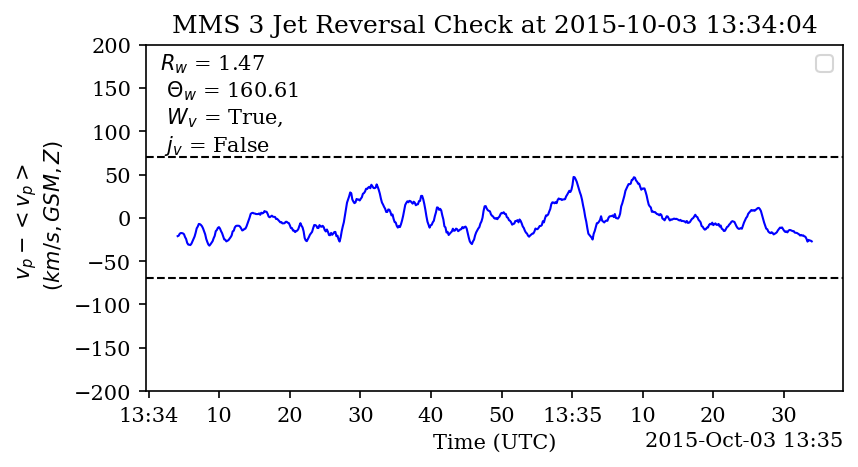 MMS 3 Jet Reversal Check at 2015-10-03 13:34:04
R_w = 1.47
Θ_w = 160.61
W_v = True,
j_v = False
v_p − < v_p >
(km/s, GSM, Z)
200
150
100
50
0
−50
−100
−150
−200
13:34 10 20 30 40 50 13:35 10 20 30
Time (UTC)
2015-Oct-03 13:35